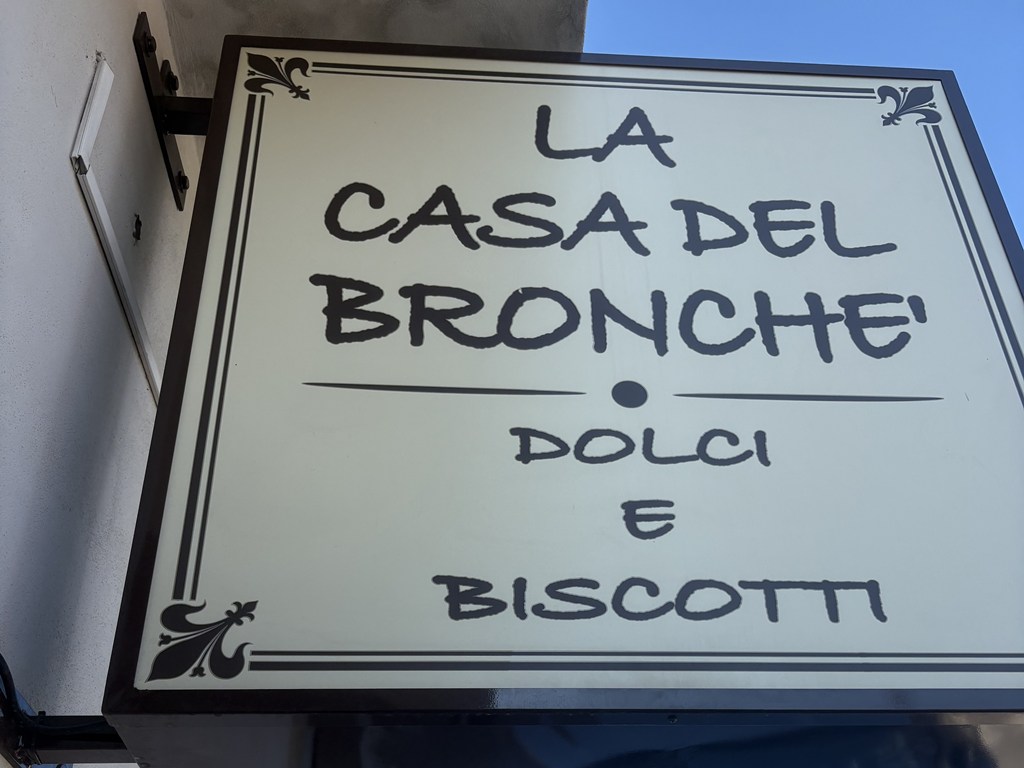 LA
CASA DEL
BRONCHE'
DOLCI
E
BISCOTTI